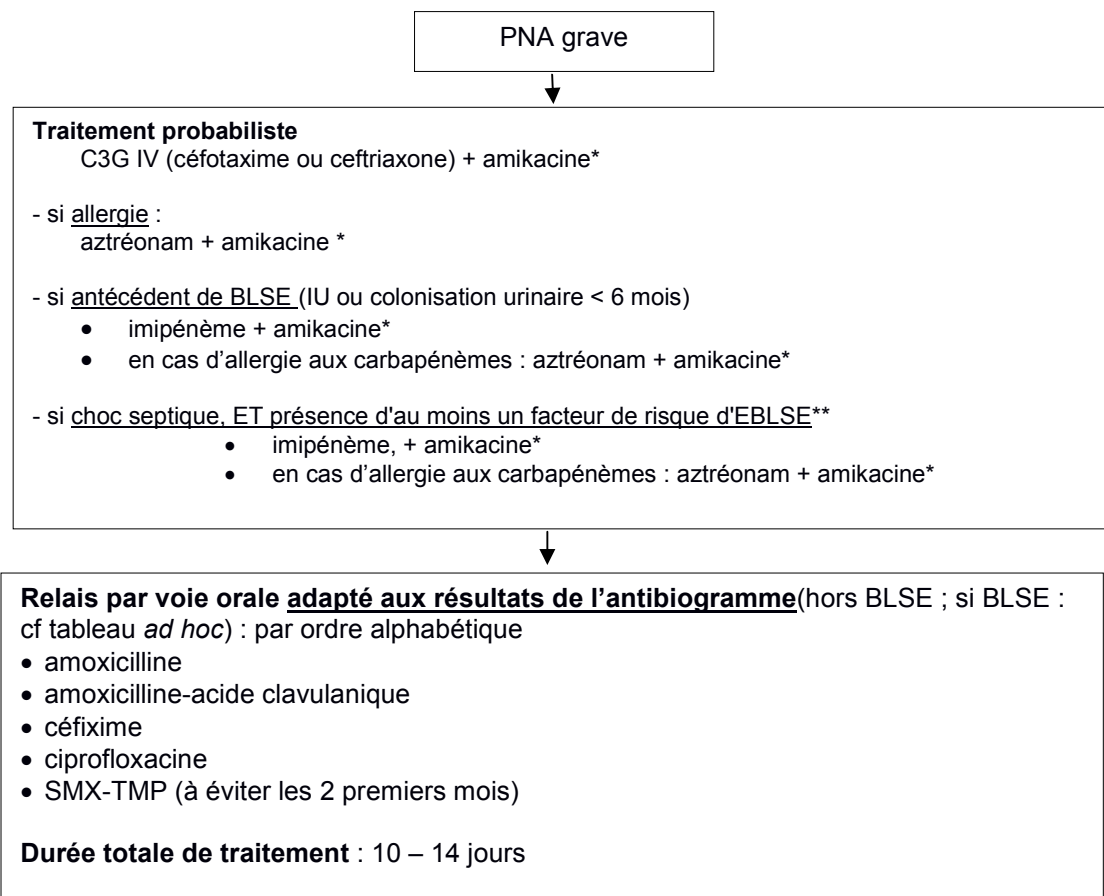 PNA grave
Traitement probabiliste
C3G IV (céfotaxime ou ceftriaxone) + amikacine*
- si allergie :
aztréonam + amikacine *
- si antécédent de BLSE (IU ou colonisation urinaire < 6 mois)
• imipénème + amikacine*
• en cas d'allergie aux carbapénèmes : aztréonam + amikacine*
- si choc septique, ET présence d'au moins un facteur de risque d'EBLSE**
• imipénème, + amikacine*
• en cas d'allergie aux carbapénèmes : aztréonam + amikacine*
Relais par voie orale adapté aux résultats de l'antibiogramme(hors BLSE ; si BLSE :
cf tableau ad hoc) : par ordre alphabétique
• amoxicilline
• amoxicilline-acide clavulanique
• céfixime
• ciprofloxacine
• SMX-TMP (à éviter les 2 premiers mois)
Durée totale de traitement : 10 – 14 jours